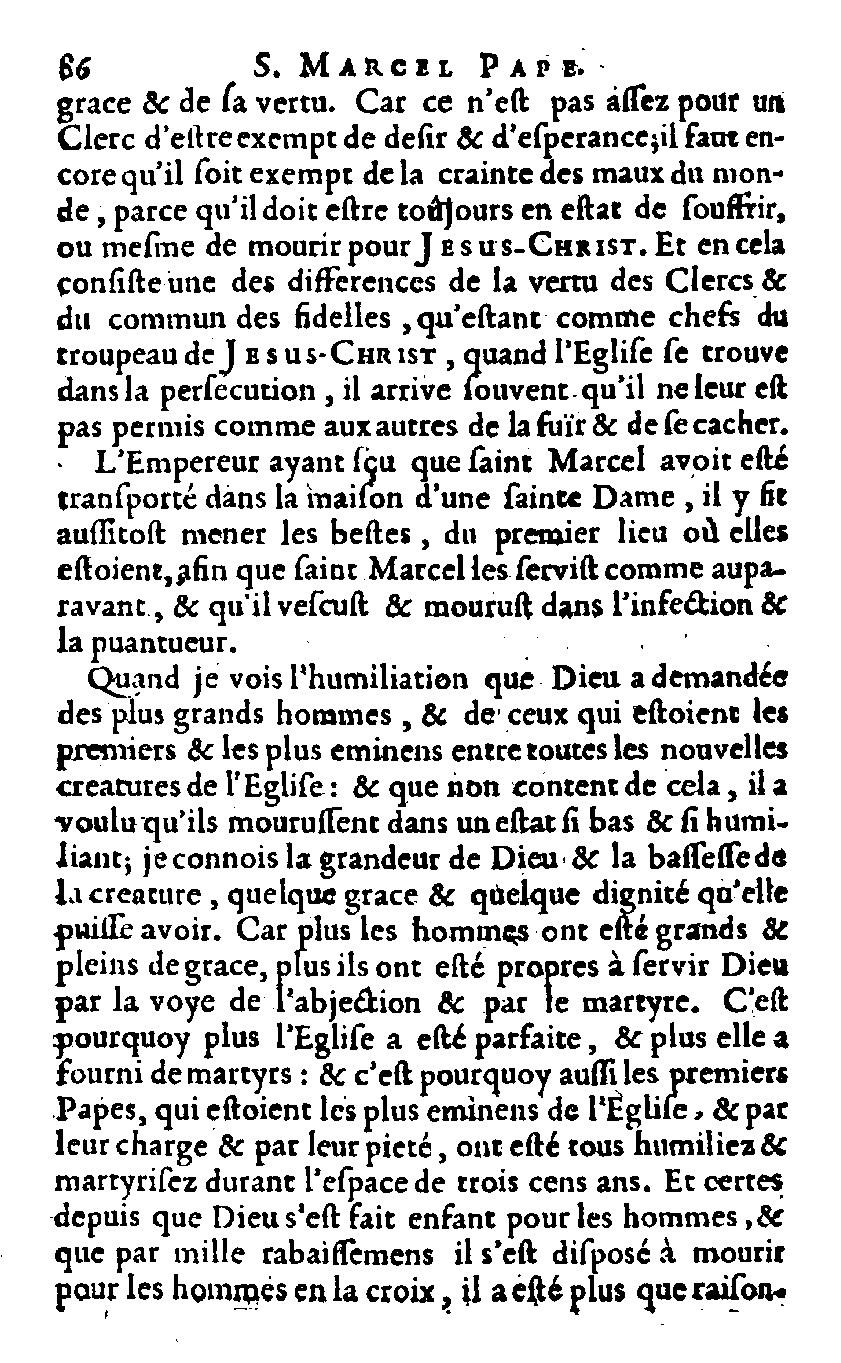 86 S. MARCEL PAPE.
grace & de ſa vertu. Car ce n'eſt pas aſſez pour un
Clerc d'eſtre exempt de deſir & d'eſperance; il faut en-
core qu'il ſoit exempt de la crainte des maux du mon-
de, parce qu'il doit eſtre toûjours en eſtat de ſouffrir,
ou meſme de mourir pour JESUS-CHRIST. Et en cela
conſiſte une des differences de la vertu des Clercs &
du commun des fidelles, qu'eſtant comme chefs du
troupeau de JESUS-CHRIST, quand l'Egliſe ſe trouve
dans la perſecution, il arrive ſouvent qu'il ne leur eſt
pas permis comme aux autres de la fuïr & de ſe cacher.
L'Empereur ayant ſçu que ſaint Marcel avoit eſté
tranſporté dans la maiſon d'une ſainte Dame, il y fit
auſſitoſt mener les beſtes, du premier lieu où elles
eſtoient, afin que ſaint Marcel les ſerviſt comme aupa-
ravant, & qu'il veſcuſt & mouruſt dans l'infection &
la puantueur.
Quand je vois l'humiliation que Dieu a demandée
des plus grands hommes, & de ceux qui eſtoient les
premiers & les plus eminens entre toutes les nouvelles
creatures de l'Egliſe: & que non content de cela, il a
voulu qu'ils mouruſſent dans un eſtat ſi bas & ſi humi-
liant; je connois la grandeur de Dieu & la baſſeſſe de
la creature, quelque grace & quelque dignité qu'elle
puiſſe avoir. Car plus les hommes ont eſté grands &
pleins de grace, plus ils ont eſté propres à ſervir Dieu
par la voye de l'abjection & par le martyre. C'eſt
pourquoy plus l'Egliſe a eſté parfaite, & plus elle a
fourni de martyrs: & c'eſt pourquoy auſſi les premiers
Papes, qui eſtoient les plus eminens de l'Egliſe, & par
leur charge & par leur pieté, ont eſté tous humiliez &
martyriſez durant l'eſpace de trois cens ans. Et certes
depuis que Dieu s'eſt fait enfant pour les hommes, &
que par mille rabaiſſemens il s'eſt diſpoſé à mourir
pour les hommes en la croix, il a eſté plus que raiſon-